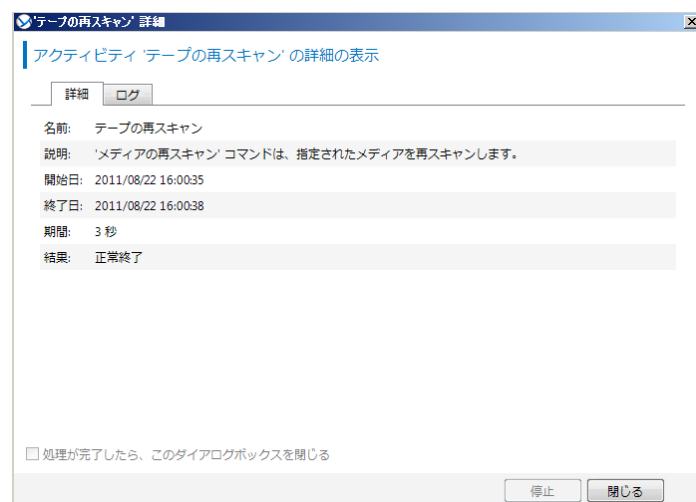 'テープの再スキャン' 詳細
アクティビティ 'テープの再スキャン' の詳細の表示
詳細 ログ
名前: テープの再スキャン
説明: 'メディアの再スキャン' コマンドは、指定されたメディアを再スキャンします。
開始日: 2011/08/22 16:00:35
終了日: 2011/08/22 16:00:38
期間: 3 秒
結果: 正常終了
処理が完了したら、このダイアログボックスを閉じる
停止 閉じる